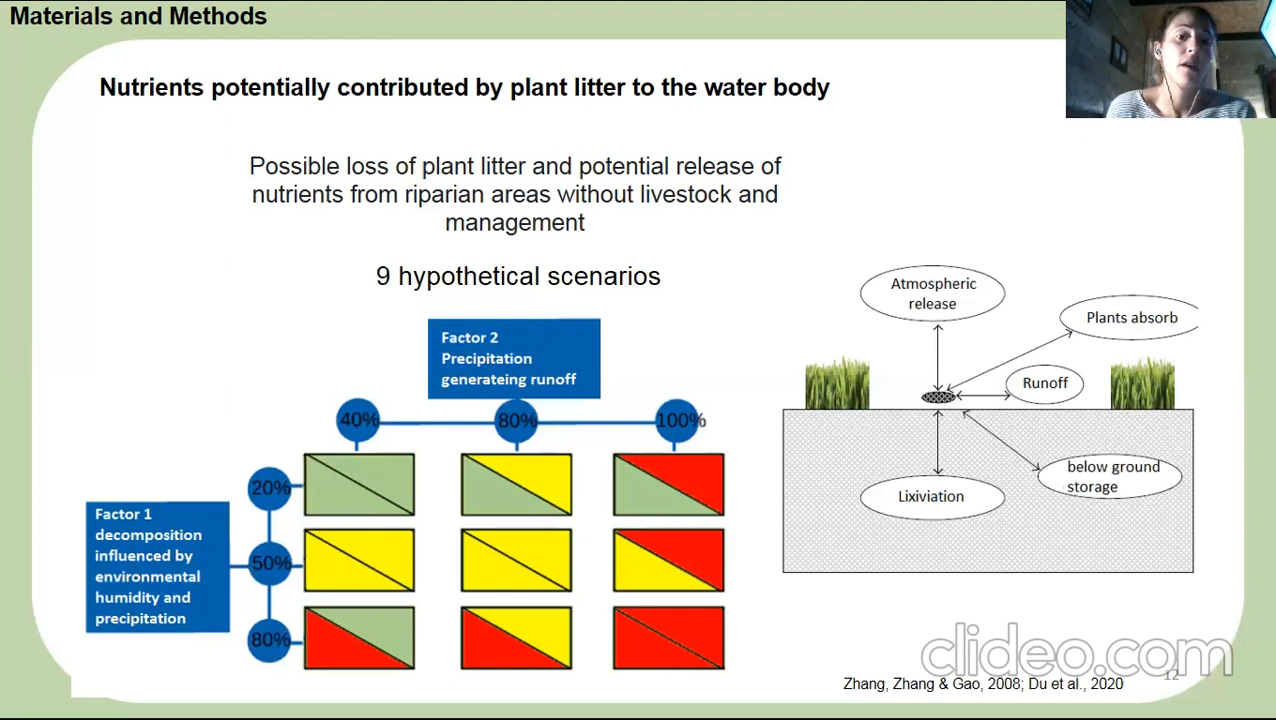 Materials and Methods
Nutrients potentially contributed by plant litter to the water body
Possible loss of plant litter and potential release of
nutrients from riparian areas without livestock and
management
9 hypothetical scenarios
Factor 2
Precipitation
generateing runoff
40%
80%
100%
20%
50%
80%
Factor 1
decomposition
influenced by
environmental
humidity and
precipitation
Atmospheric
release
Plants absorb
Runoff
below ground
storage
Lixiviation
clideo.com
12
Zhang, Zhang & Gao, 2008; Du et al., 2020